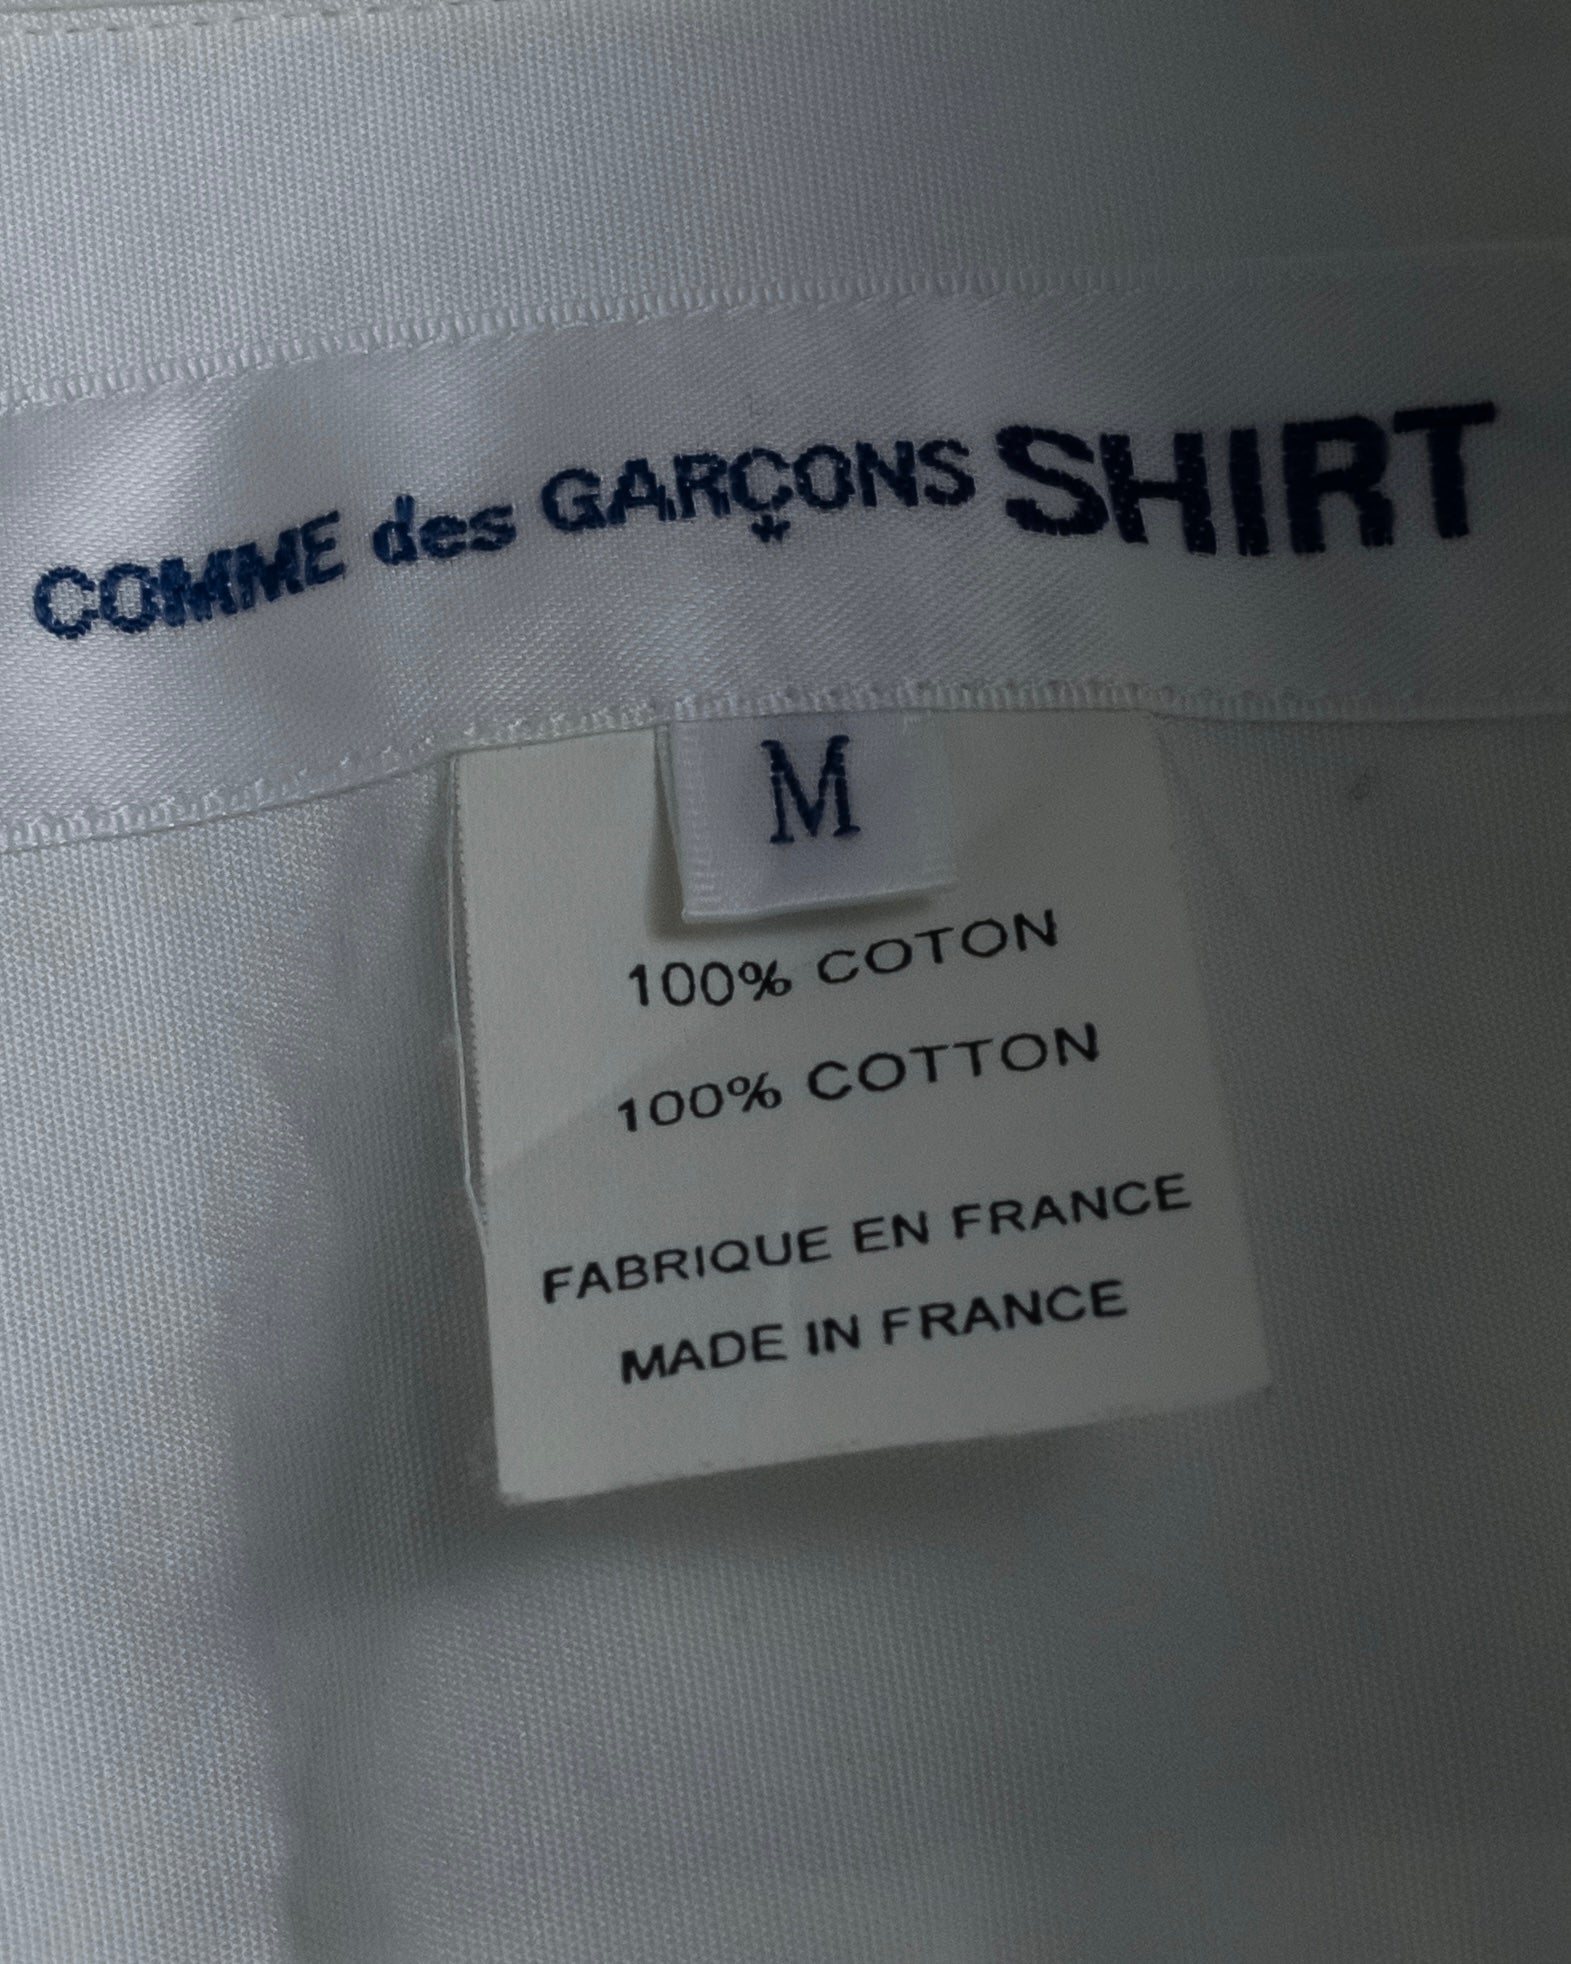 COMME des GARÇONS SHIRT
M
100% COTON
100% COTTON
FABRIQUE EN FRANCE
MADE IN FRANCE